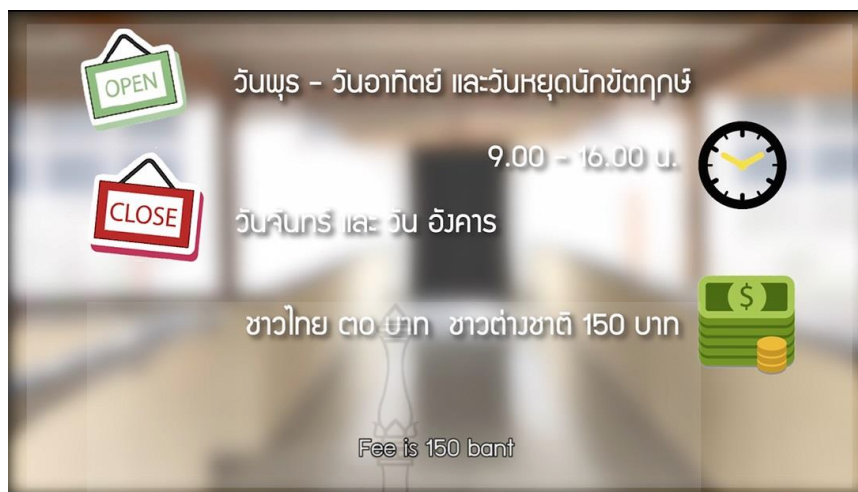 OPEN
วันพุธ - วันอาทิตย์ และวันหยุดนักขัตฤกษ์
9.00 - 16.00 น.
CLOSE
วันจันทร์ และ วัน อังคาร
ชาวไทย ๓๐ บาท ชาวต่างชาติ 150 บาท
Fee is 150 bant